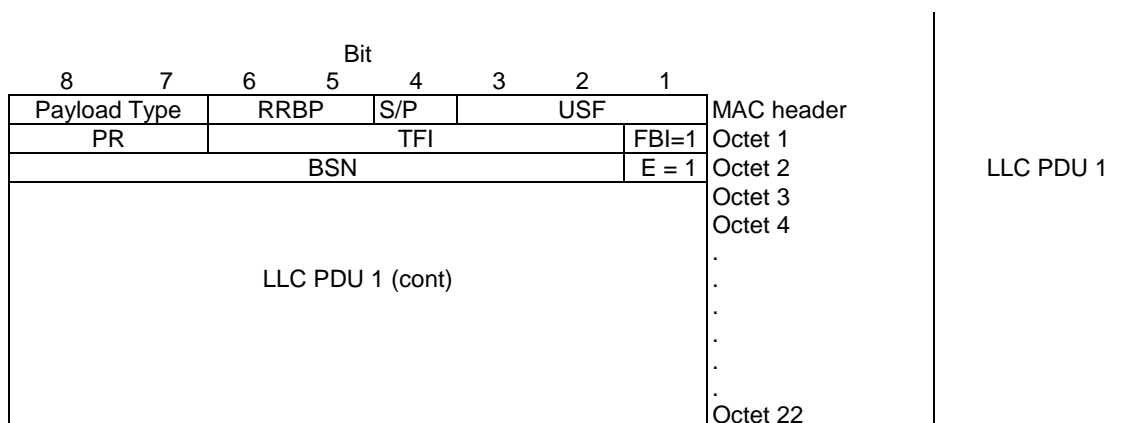 Bit
8 7 6 5 4 3 2 1
Payload Type RRBP S/P USF MAC header
PR TFI FBI=1 Octet 1
BSN E = 1 Octet 2 LLC PDU 1
Octet 3
Octet 4
.
LLC PDU 1 (cont) .
.
.
.
.
Octet 22